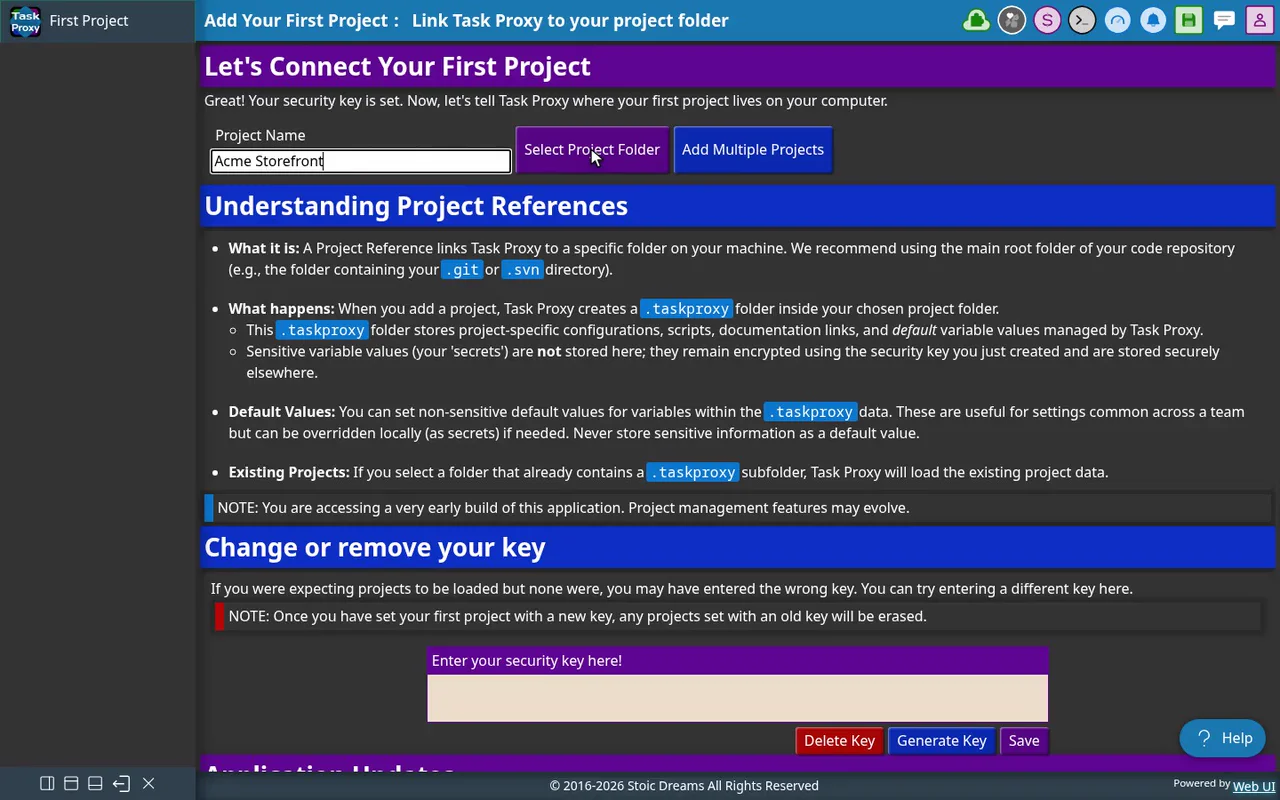 Task Proxy
First Project
Add Your First Project : Link Task Proxy to your project folder
S
Let's Connect Your First Project
Great! Your security key is set. Now, let's tell Task Proxy where your first project lives on your computer.
Project Name
Acme Storefront
Select Project Folder
Add Multiple Projects
Understanding Project References
• What it is: A Project Reference links Task Proxy to a specific folder on your machine. We recommend using the main root folder of your code repository
(e.g., the folder containing your .git or .svn directory).
• What happens: When you add a project, Task Proxy creates a .taskproxy folder inside your chosen project folder.
◦ This .taskproxy folder stores project-specific configurations, scripts, documentation links, and default variable values managed by Task Proxy.
◦ Sensitive variable values (your 'secrets') are not stored here; they remain encrypted using the security key you just created and are stored securely
elsewhere.
• Default Values: You can set non-sensitive default values for variables within the .taskproxy data. These are useful for settings common across a team
but can be overridden locally (as secrets) if needed. Never store sensitive information as a default value.
• Existing Projects: If you select a folder that already contains a .taskproxy subfolder, Task Proxy will load the existing project data.
NOTE: You are accessing a very early build of this application. Project management features may evolve.
Change or remove your key
If you were expecting projects to be loaded but none were, you may have entered the wrong key. You can try entering a different key here.
NOTE: Once you have set your first project with a new key, any projects set with an old key will be erased.
Enter your security key here!
Delete Key
Generate Key
Save
? Help
Application Updates
© 2016-2026 Stoic Dreams All Rights Reserved
Powered by Web UI